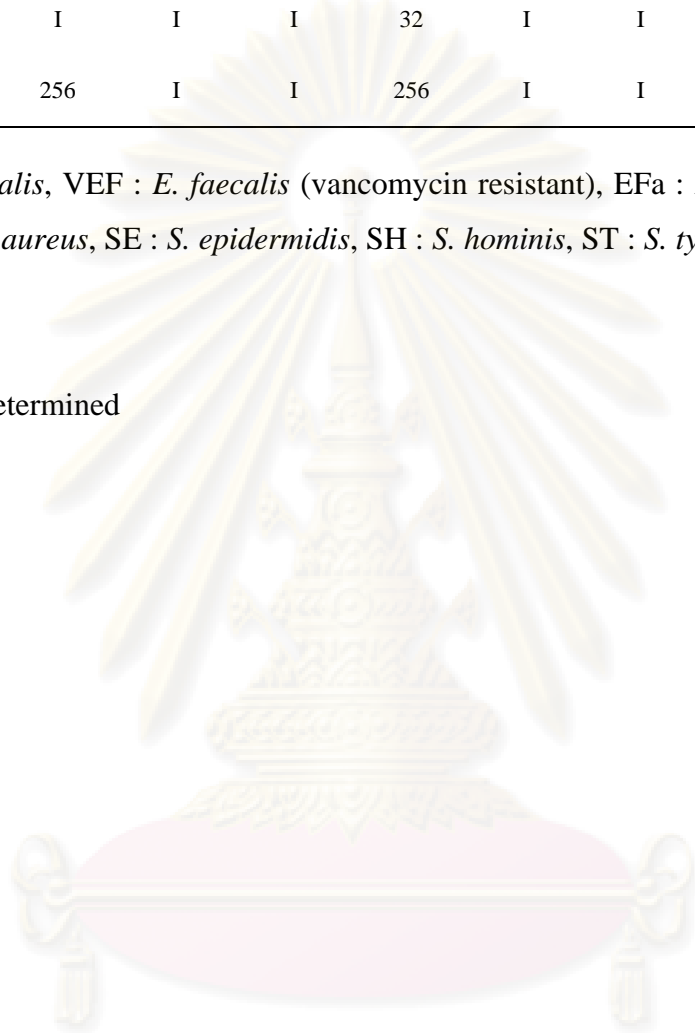 I I I 32 I I
256 I I 256 I I
alis, VEF : E. faecalis (vancomycin resistant), EFa :
aureus, SE : S. epidermidis, SH : S. hominis, ST : S. ty
etermined